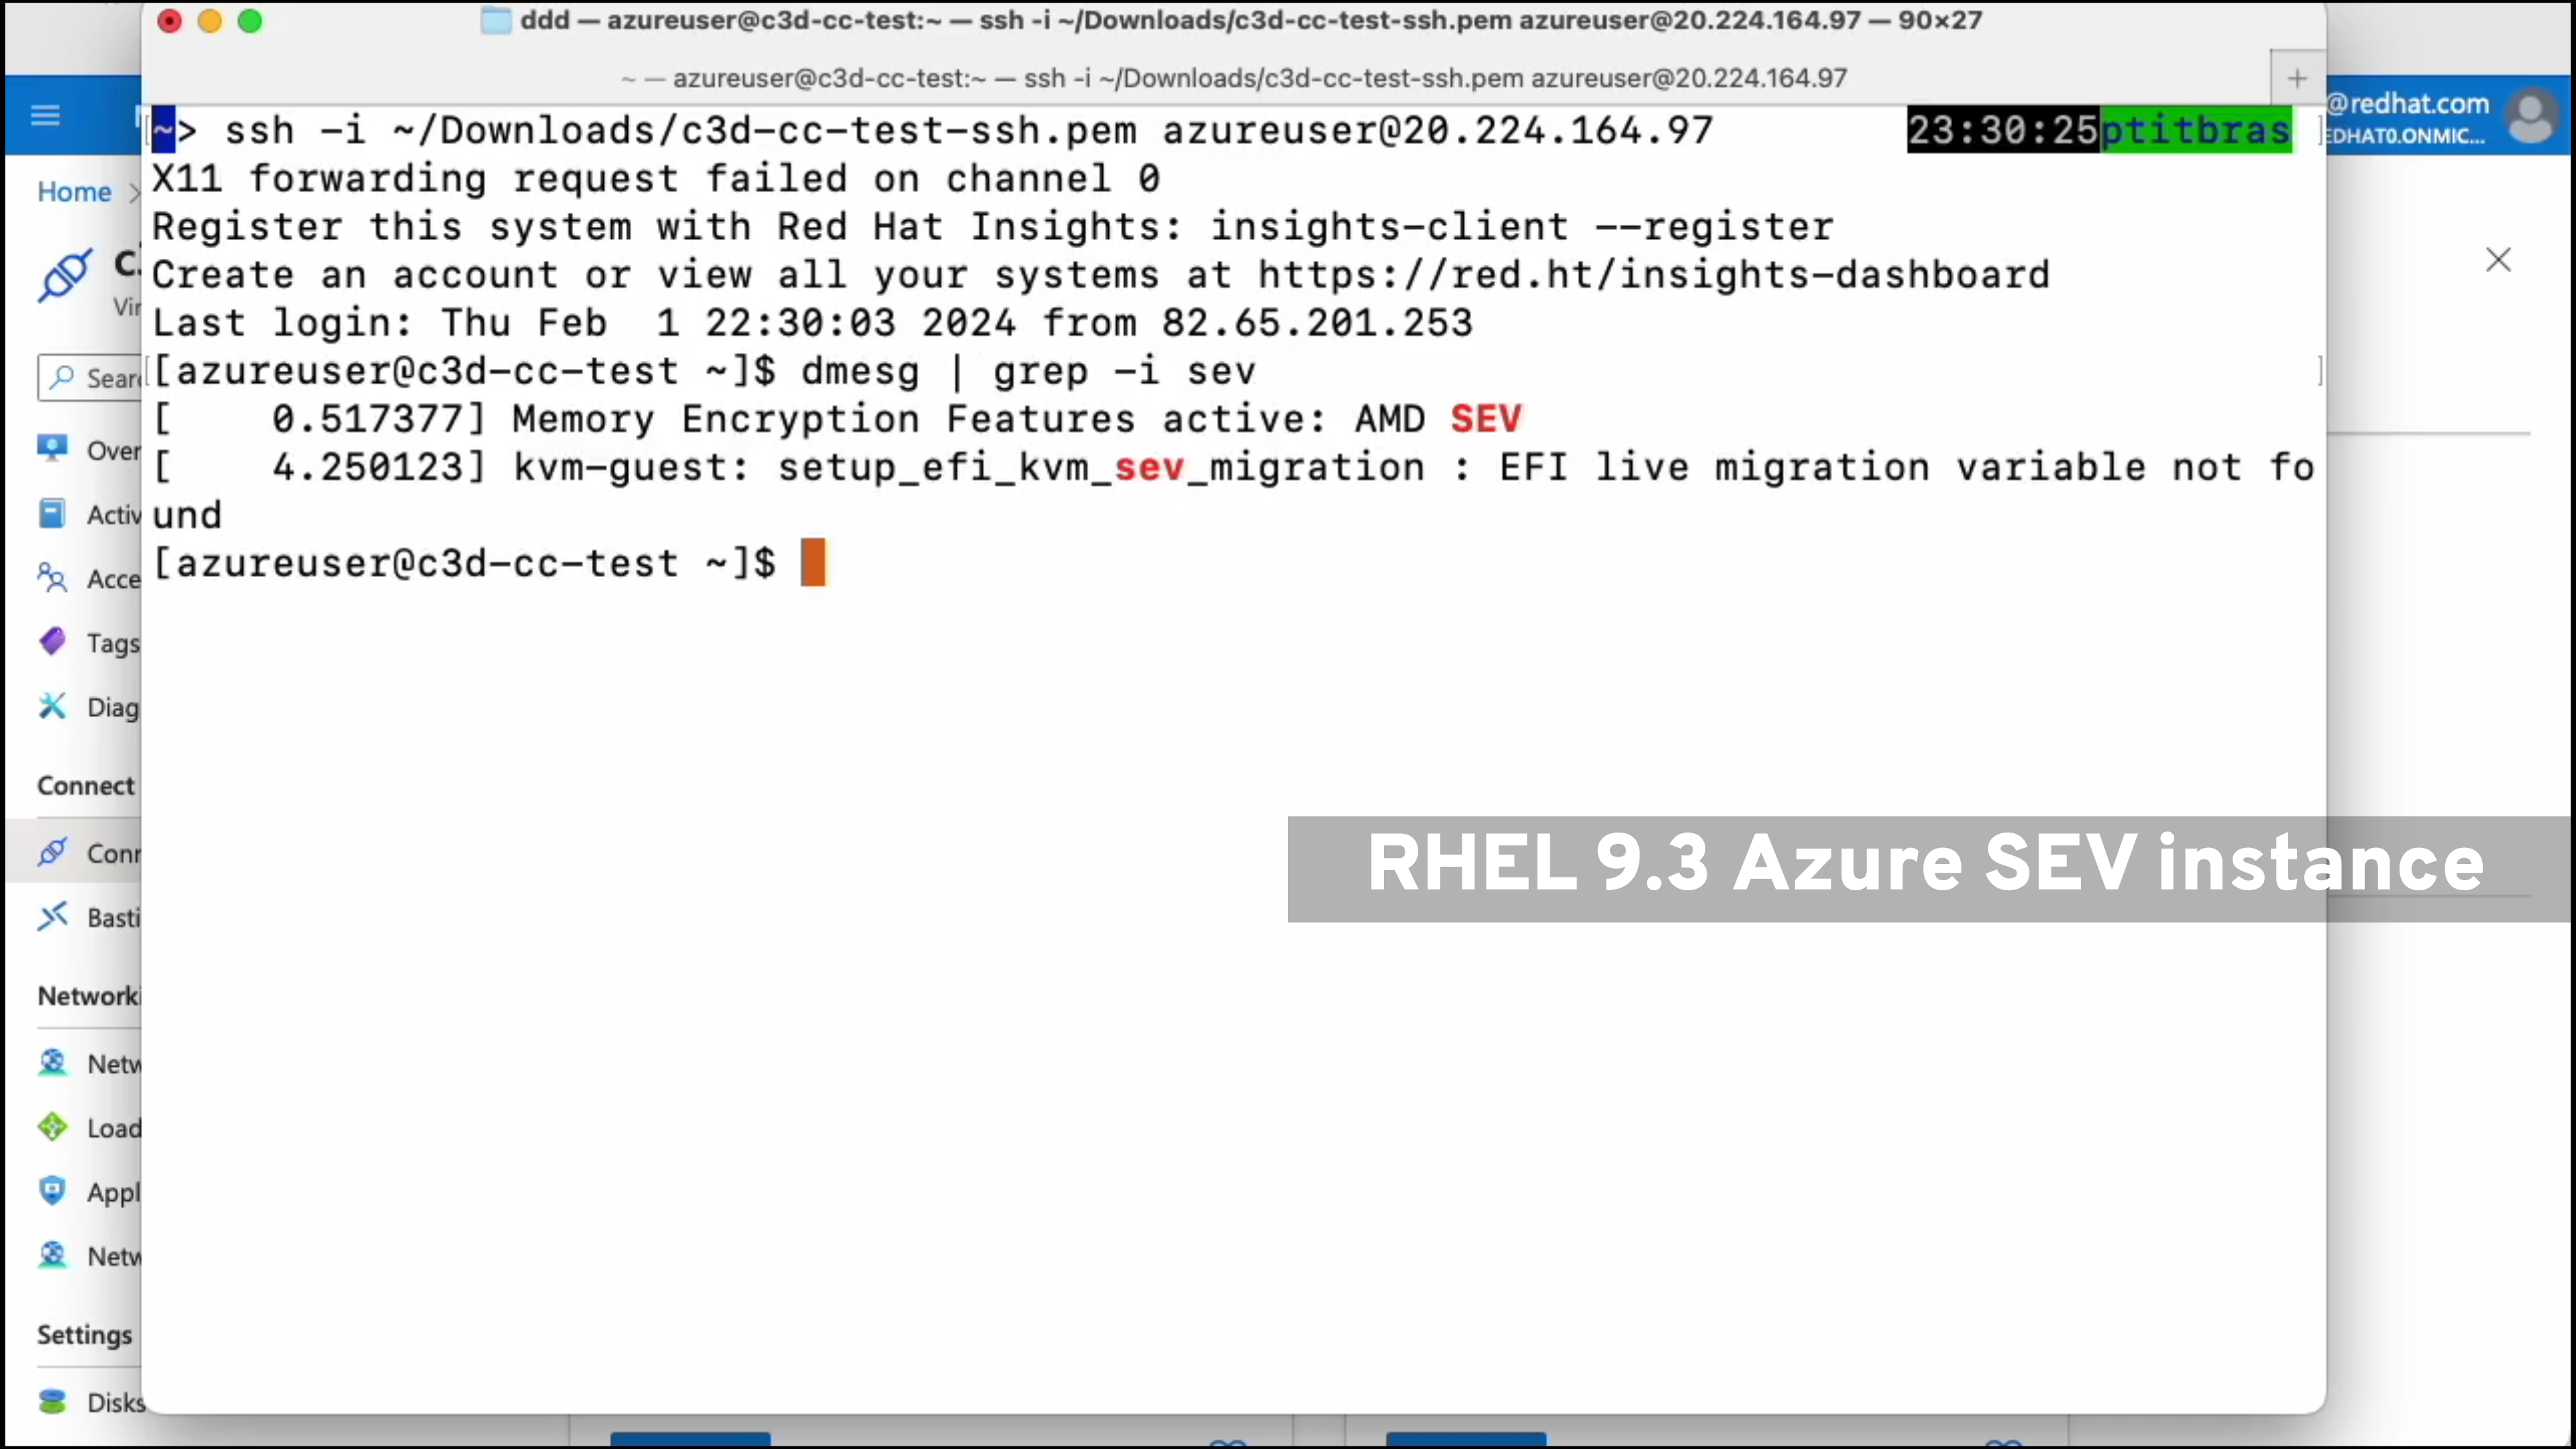 ddd — azureuser@c3d-cc-test:~ — ssh -i ~/Downloads/c3d-cc-test-ssh.pem azureuser@20.224.164.97 — 90×27
~ — azureuser@c3d-cc-test:~ — ssh -i ~/Downloads/c3d-cc-test-ssh.pem azureuser@20.224.164.97
+
@redhat.com
EDHAT0.ONMIC...
~> ssh -i ~/Downloads/c3d-cc-test-ssh.pem azureuser@20.224.164.97 23:30:25ptitbras
X11 forwarding request failed on channel 0
Register this system with Red Hat Insights: insights-client --register
Create an account or view all your systems at https://red.ht/insights-dashboard
Last login: Thu Feb  1 22:30:03 2024 from 82.65.201.253
[azureuser@c3d-cc-test ~]$ dmesg | grep -i sev
[    0.517377] Memory Encryption Features active: AMD SEV
[    4.250123] kvm-guest: setup_efi_kvm_sev_migration : EFI live migration variable not fo
und
[azureuser@c3d-cc-test ~]$
Home >
Vir
Sear
Over
Activ
Acce
Tags
Diag
Connect
Conn
Basti
Networki
Netw
Load
Appl
Netw
Settings
Disks
RHEL 9.3 Azure SEV instance